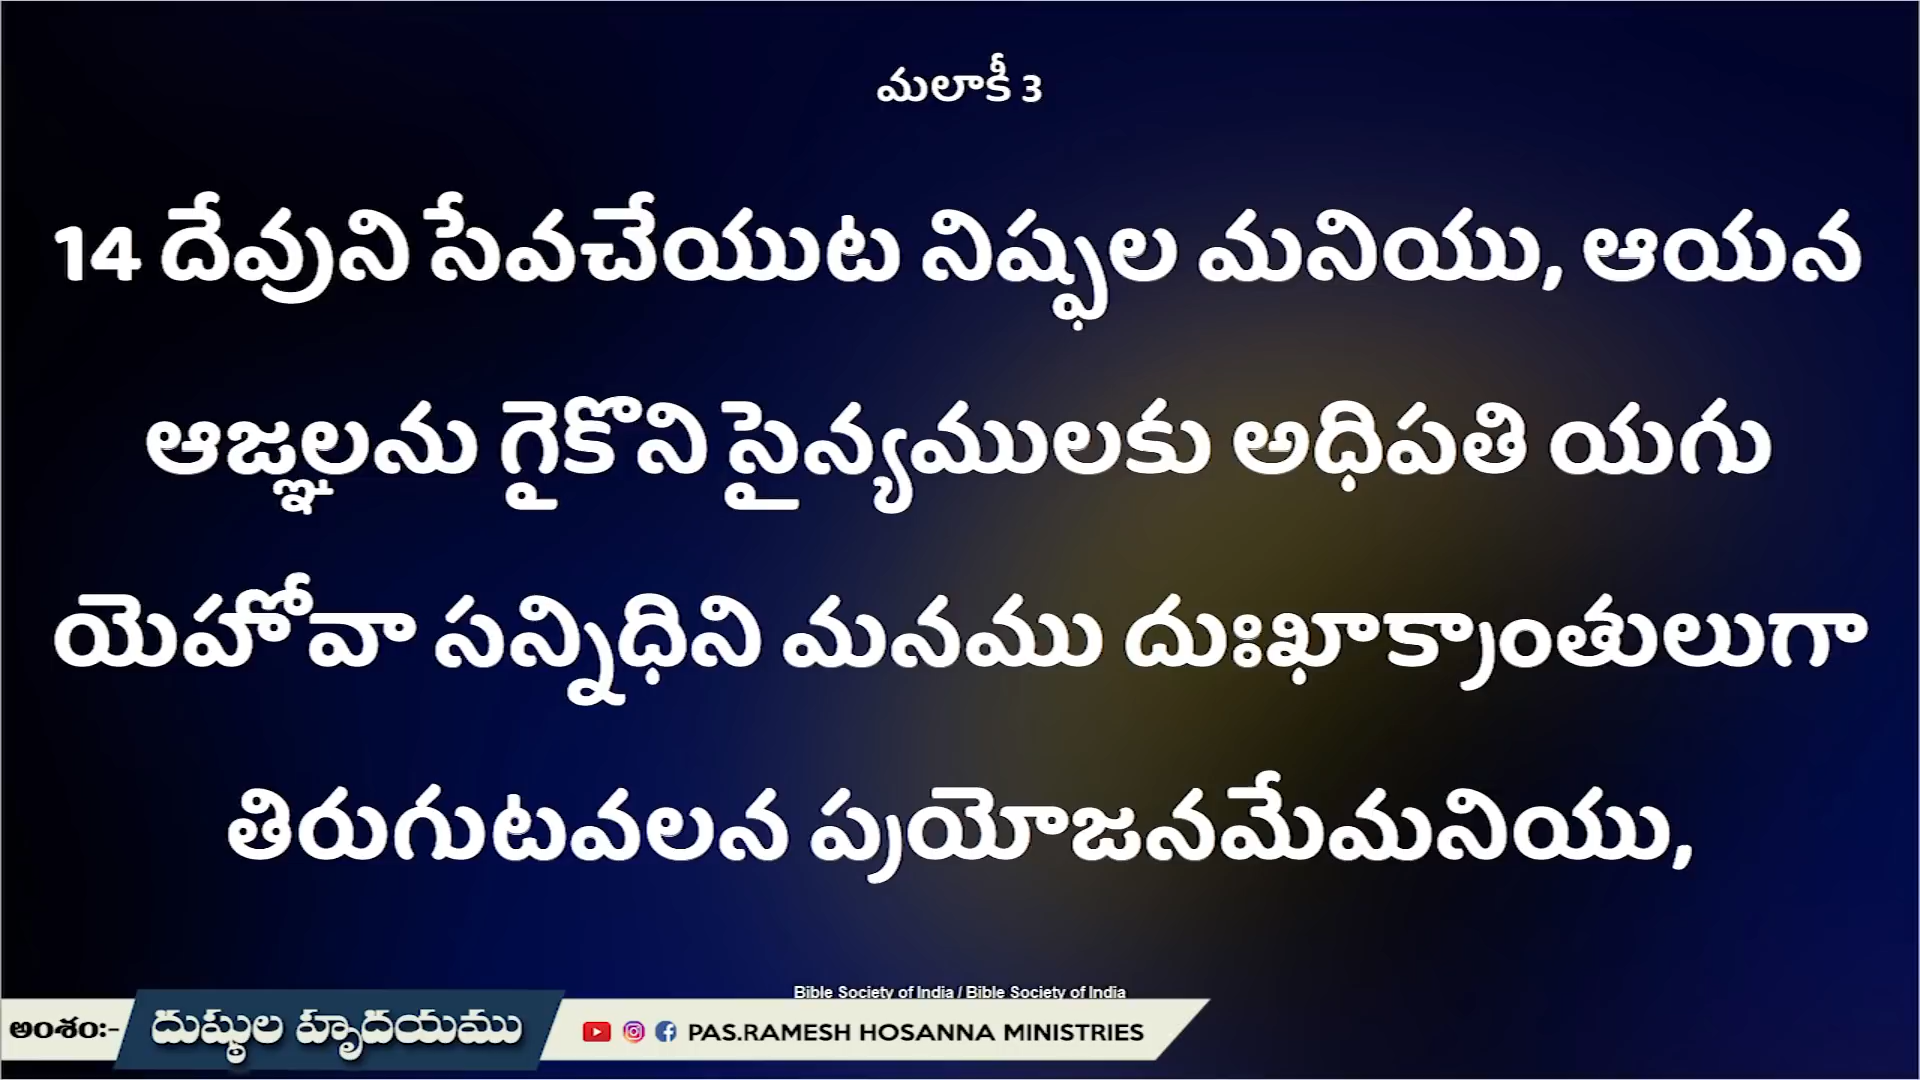 మలాకీ 3
14 దేవుని సేవచేయుట నిష్ఫల మనియు, ఆయన
ఆజ్ఞలను గైకొని సైన్యములకు అధిపతి యగు
యెహోవా సన్నిధిని మనము దుఃఖాక్రాంతులుగా
తిరుగుటవలన ప్రయోజనమేమనియు,
Bible Society of India / Bible Society of India
అంశం:- దుష్టుల హృదయము PAS.RAMESH HOSANNA MINISTRIES